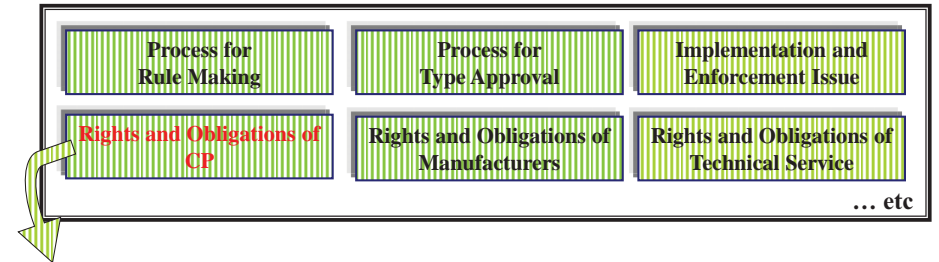 Process for
Rule Making
Process for
Type Approval
Implementation and
Enforcement Issue
Rights and Obligations of
CP
Rights and Obligations of
Manufacturers
Rights and Obligations of
Technical Service
… etc